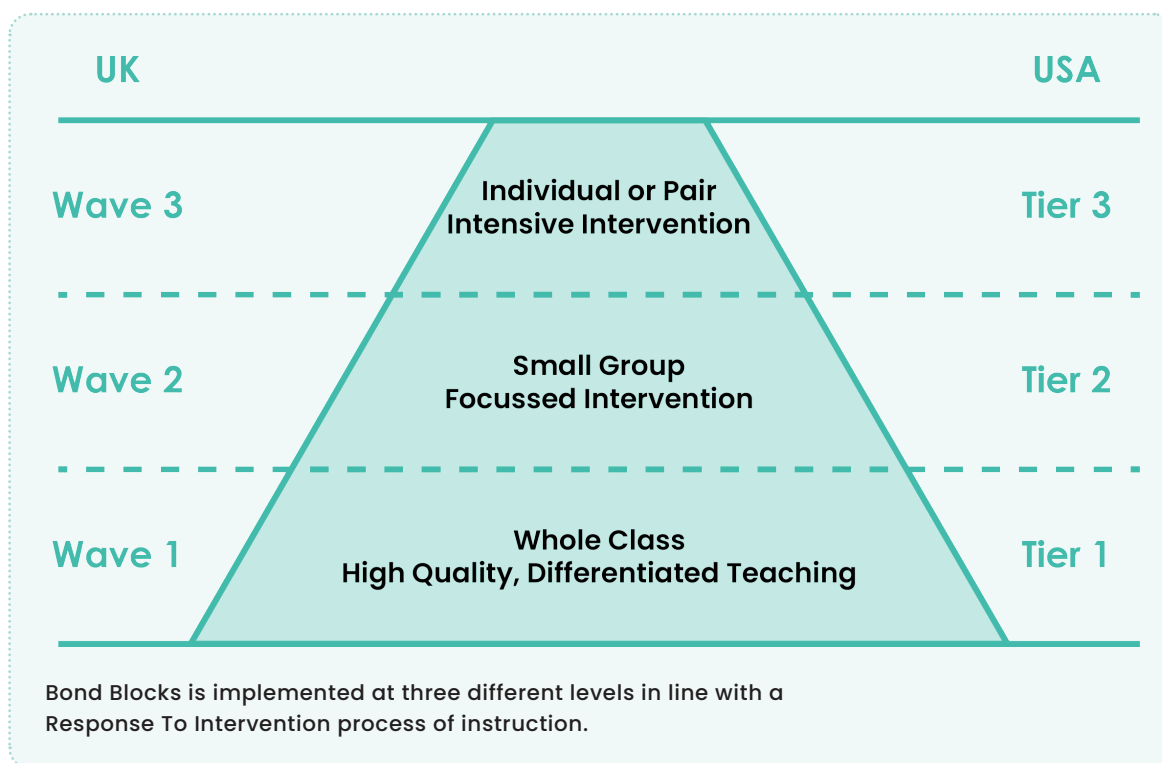 UK
USA
Wave 3
Individual or Pair
Intensive Intervention
Tier 3
Wave 2
Small Group
Focussed Intervention
Tier 2
Wave 1
Whole Class
High Quality, Differentiated Teaching
Tier 1
Bond Blocks is implemented at three different levels in line with a
Response To Intervention process of instruction.